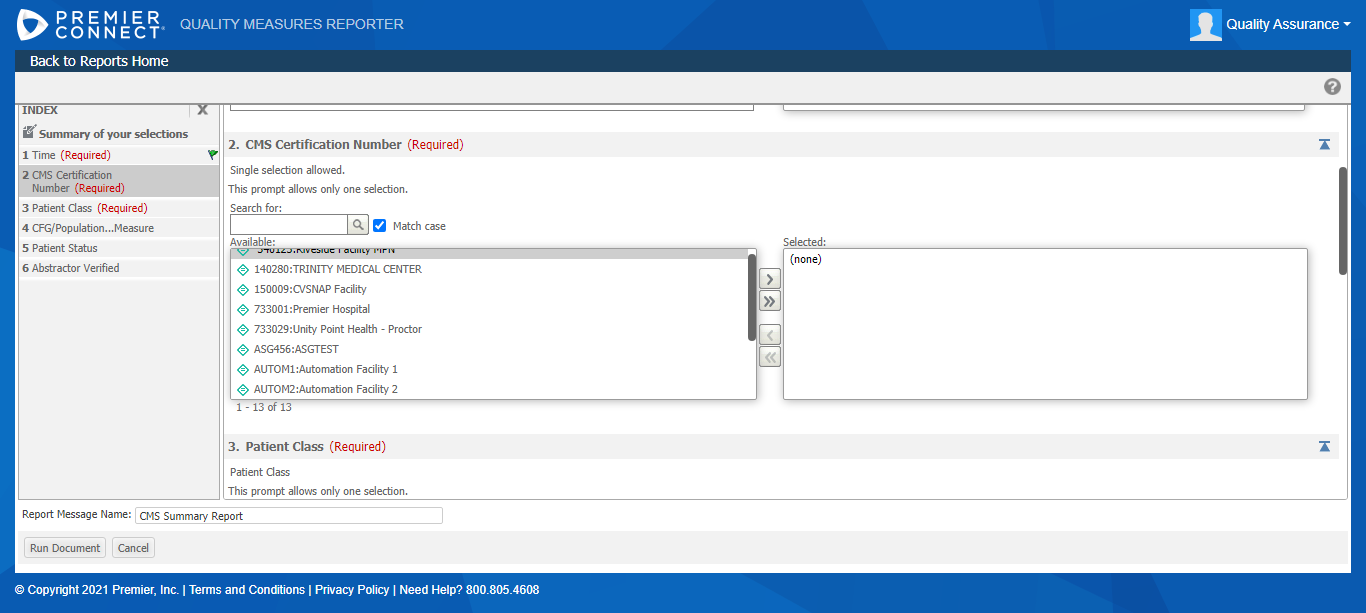 PREMIER CONNECT QUALITY MEASURES REPORTER
Quality Assurance
Back to Reports Home
INDEX X
Summary of your selections
1 Time (Required)
2 CMS Certification
Number (Required)
3 Patient Class (Required)
4 CFG/Population...Measure
5 Patient Status
6 Abstractor Verified
2. CMS Certification Number (Required)
Single selection allowed.
This prompt allows only one selection.
Search for:
Match case
Available:
Facility MPN
140280:TRINITY MEDICAL CENTER
150009:CVSNAP Facility
733001:Premier Hospital
733029:Unity Point Health - Proctor
ASG456:ASGTEST
AUTOM1:Automation Facility 1
AUTOM2:Automation Facility 2
1 - 13 of 13
Selected:
(none)
3. Patient Class (Required)
Patient Class
This prompt allows only one selection.
Report Message Name: CMS Summary Report
Run Document Cancel
© Copyright 2021 Premier, Inc. | Terms and Conditions | Privacy Policy | Need Help? 800.805.4608